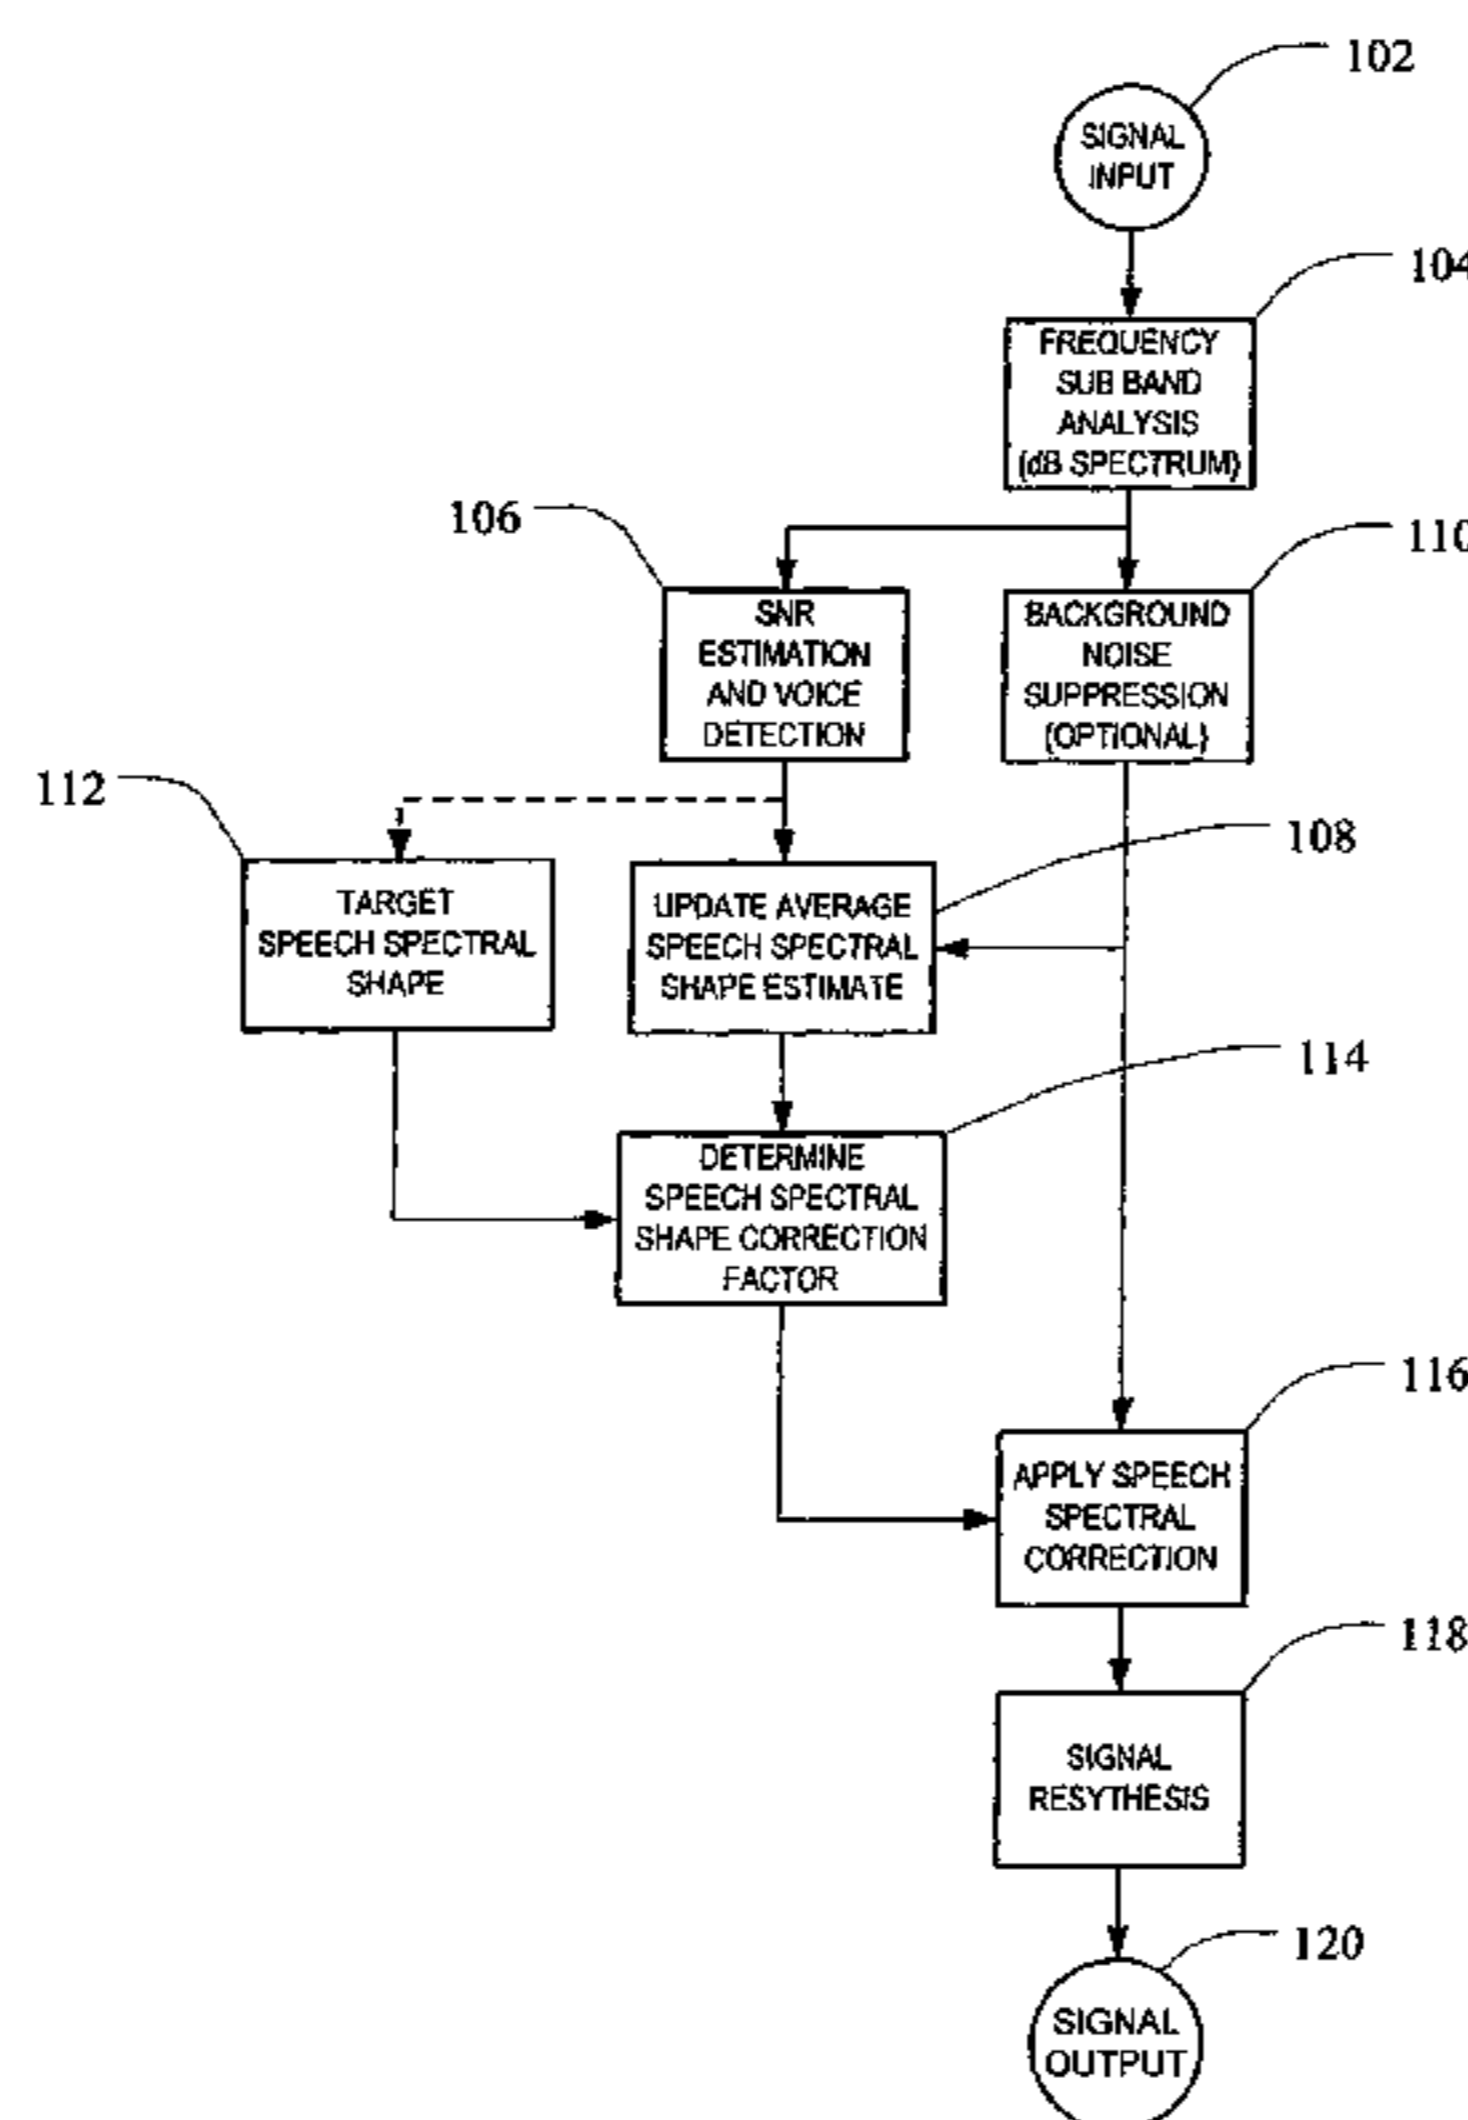 102
SIGNAL
INPUT
104
FREQUENCY
SUB BAND
ANALYSIS
(dB SPECTRUM)
106
110
SNR
ESTIMATION
AND VOICE
DETECTION
BACKGROUND
NOISE
SUPPRESSION
(OPTIONAL)
112
108
TARGET
SPEECH SPECTRAL
SHAPE
UPDATE AVERAGE
SPEECH SPECTRAL
SHAPE ESTIMATE
114
DETERMINE
SPEECH SPECTRAL
SHAPE CORRECTION
FACTOR
116
APPLY SPEECH
SPECTRAL
CORRECTION
118
SIGNAL
RESYTHESIS
120
SIGNAL
OUTPUT